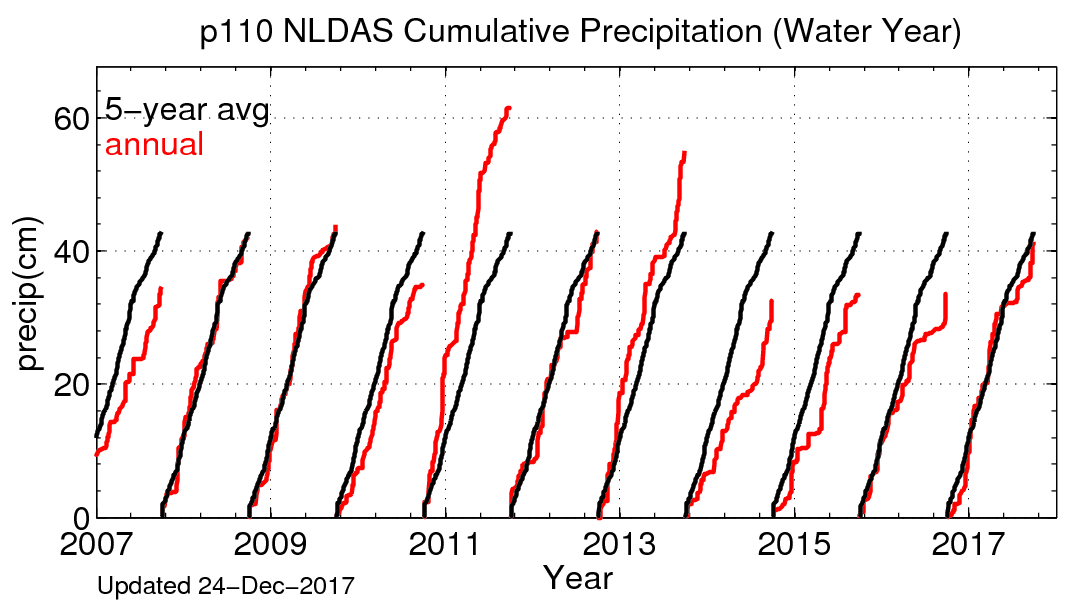 p110 NLDAS Cumulative Precipitation (Water Year)
5−year avg
annual
precip(cm)
60
40
20
0
2007 2009 2011 2013 2015 2017
Year
Updated 24−Dec−2017